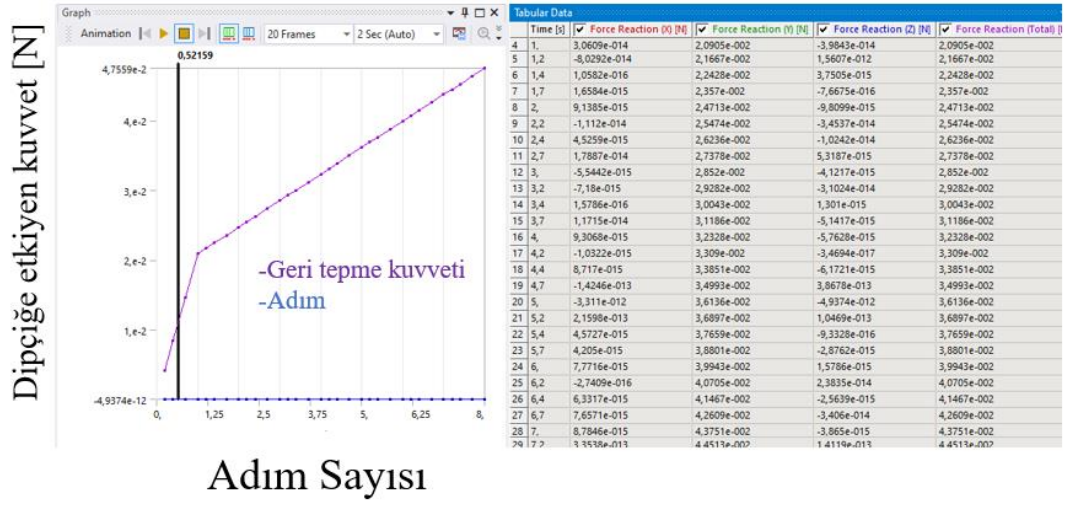 Graph
Animation 20 Frames 2 Sec (Auto)
0,52159
4,7559e-2
4,e-2
3,e-2
2,e-2
1,e-2
-4,9374e-12
0, 1,25 2,5 3,75 5, 6,25 8,
-Geri tepme kuvveti
-Adım
Dipçiğe etkiyen kuvvet [N]
Adım Sayısı
Tabular Data
Time [s] Force Reaction (X) [N] Force Reaction (Y) [N] Force Reaction (Z) [N] Force Reaction (Total) [
4 1, 3,0609e-014 2,0905e-002 -3,9843e-014 2,0905e-002
5 1,2 -8,0292e-014 2,1667e-002 1,5607e-012 2,1667e-002
6 1,4 1,0582e-016 2,2428e-002 3,7505e-015 2,2428e-002
7 1,7 1,6584e-015 2,357e-002 -7,6675e-016 2,357e-002
8 2, 9,1385e-015 2,4713e-002 -9,8099e-015 2,4713e-002
9 2,2 -1,112e-014 2,5474e-002 -3,4537e-014 2,5474e-002
10 2,4 4,5259e-015 2,6236e-002 -1,0242e-014 2,6236e-002
11 2,7 1,7887e-014 2,7378e-002 5,3187e-015 2,7378e-002
12 3, -5,5442e-015 2,852e-002 -4,1217e-015 2,852e-002
13 3,2 -7,18e-015 2,9282e-002 -3,1024e-014 2,9282e-002
14 3,4 1,5786e-016 3,0043e-002 1,301e-015 3,0043e-002
15 3,7 1,1715e-014 3,1186e-002 -5,1417e-015 3,1186e-002
16 4, 9,3068e-015 3,2328e-002 -5,7628e-015 3,2328e-002
17 4,2 -1,0322e-015 3,309e-002 -3,4694e-017 3,309e-002
18 4,4 8,717e-015 3,3851e-002 -6,1721e-015 3,3851e-002
19 4,7 -1,4246e-013 3,4993e-002 3,8678e-013 3,4993e-002
20 5, -3,311e-012 3,6136e-002 -4,9374e-012 3,6136e-002
21 5,2 2,1598e-013 3,6897e-002 1,0469e-013 3,6897e-002
22 5,4 4,5727e-015 3,7659e-002 -9,3328e-016 3,7659e-002
23 5,7 4,205e-015 3,8801e-002 -2,8762e-015 3,8801e-002
24 6, 7,7716e-015 3,9943e-002 1,5786e-015 3,9943e-002
25 6,2 -2,7409e-016 4,0705e-002 2,3835e-014 4,0705e-002
26 6,4 6,3317e-015 4,1467e-002 -2,5639e-015 4,1467e-002
27 6,7 7,6571e-015 4,2609e-002 -3,406e-014 4,2609e-002
28 7, 8,7846e-015 4,3751e-002 -3,865e-015 4,3751e-002
29 7,2 3,3538e-013 4,4513e-002 1,4119e-013 4,4513e-002